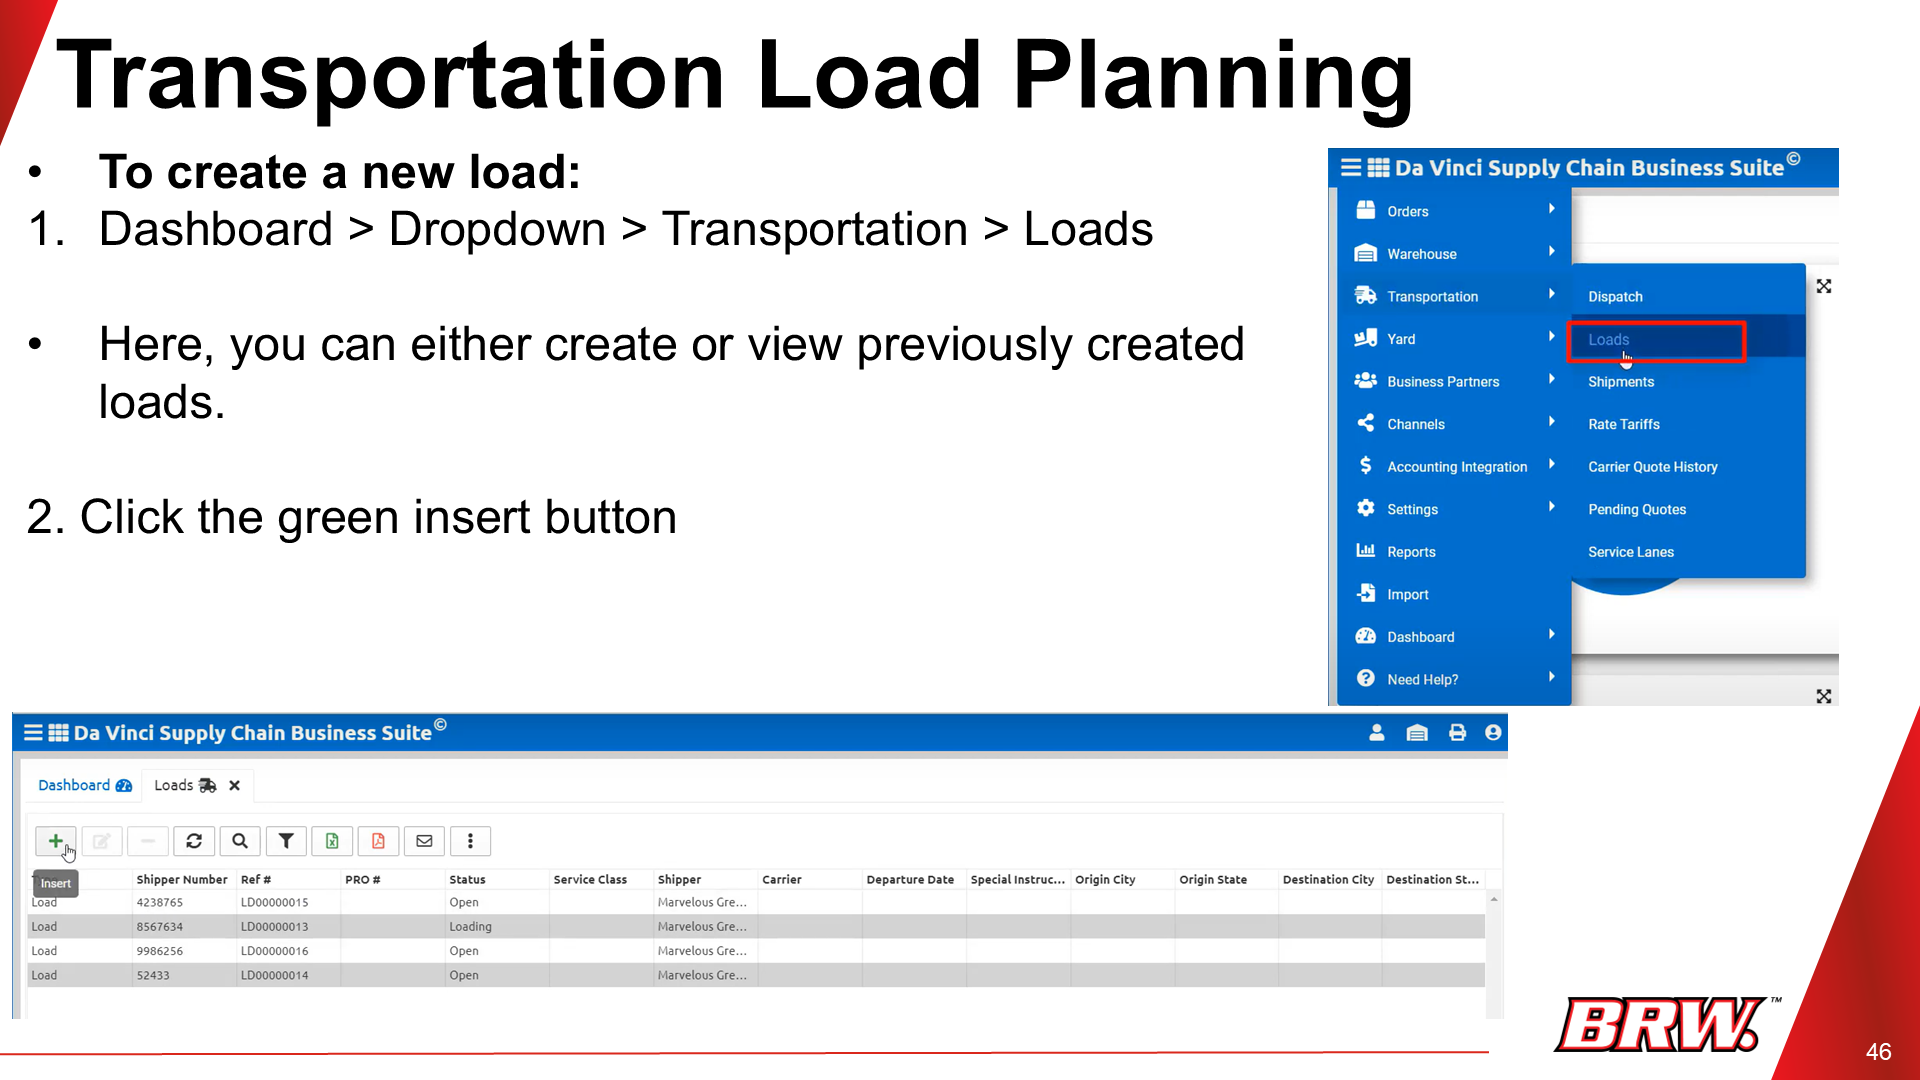 Transportation Load Planning
• To create a new load:
1. Dashboard > Dropdown > Transportation > Loads
• Here, you can either create or view previously created
loads.
2. Click the green insert button
Da Vinci Supply Chain Business Suite©
Orders
Warehouse
Transportation
Yard
Business Partners
Channels
Accounting Integration
Settings
Reports
Import
Dashboard
Need Help?
Dispatch
Loads
Shipments
Rate Tariffs
Carrier Quote History
Pending Quotes
Service Lanes
Da Vinci Supply Chain Business Suite©
Dashboard Loads
Insert
Shipper Number Ref # PRO # Status Service Class Shipper Carrier Departure Date Special Instruc... Origin City Origin State Destination City Destination St...
Load 4238765 LD00000015 Open Marvelous Gre...
Load 8567634 LD00000013 Loading Marvelous Gre...
Load 9986256 LD00000016 Open Marvelous Gre...
Load 52433 LD00000014 Open Marvelous Gre...
BRW.™
46